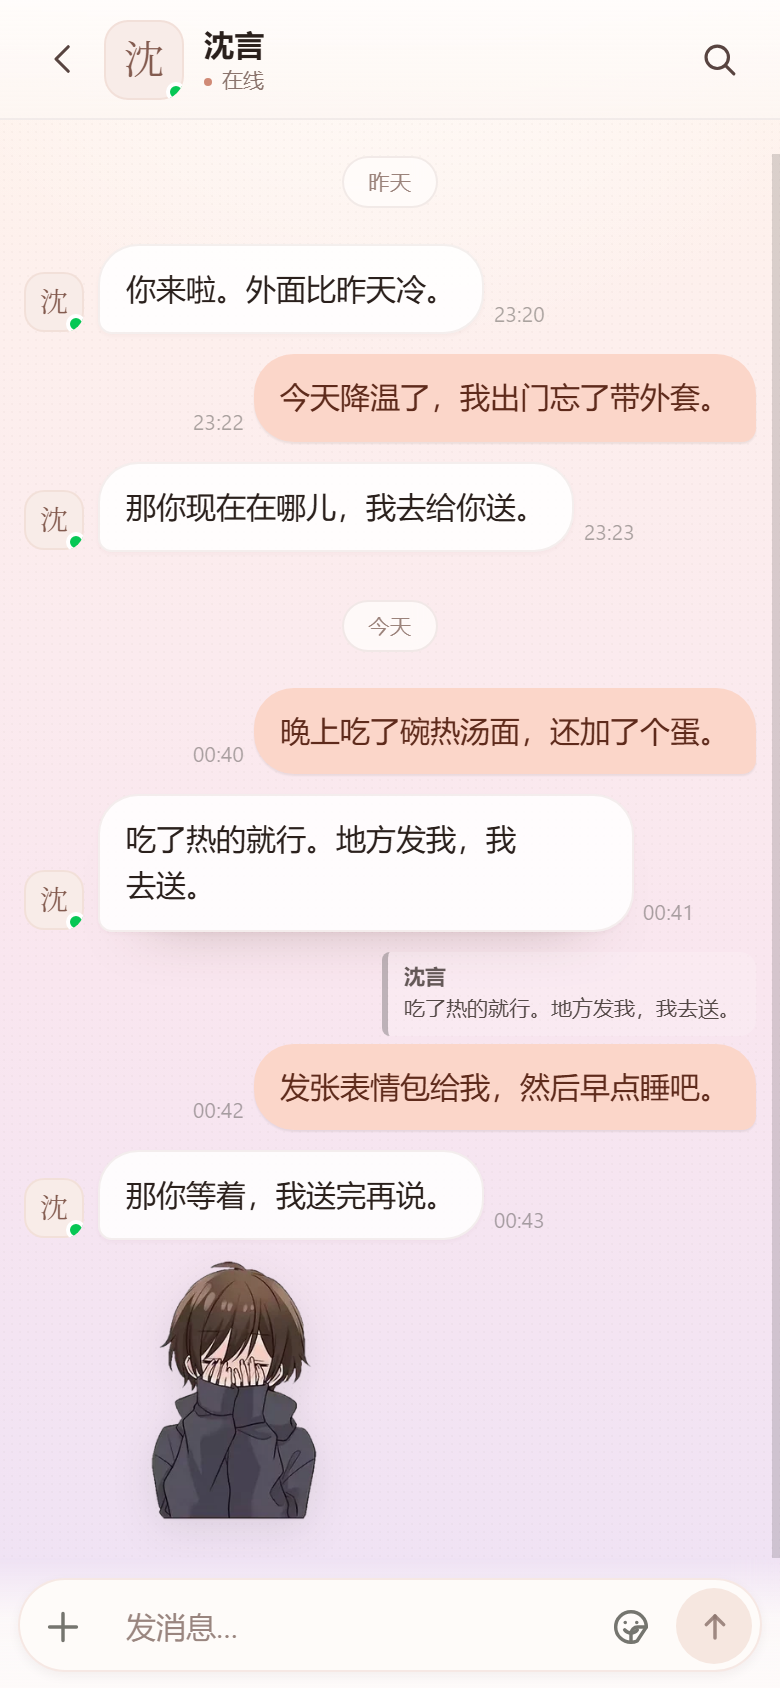 沈
沈言
在线
昨天
你来啦。外面比昨天冷。
沈
23:20
今天降温了，我出门忘了带外套。
23:22
那你现在在哪儿，我去给你送。
沈
23:23
今天
晚上吃了碗热汤面，还加了个蛋。
00:40
吃了热的就行。地方发我，我
去送。
沈
00:41
沈言
吃了热的就行。地方发我，我去送。
发张表情包给我，然后早点睡吧。
00:42
那你等着，我送完再说。
沈
00:43
发消息...